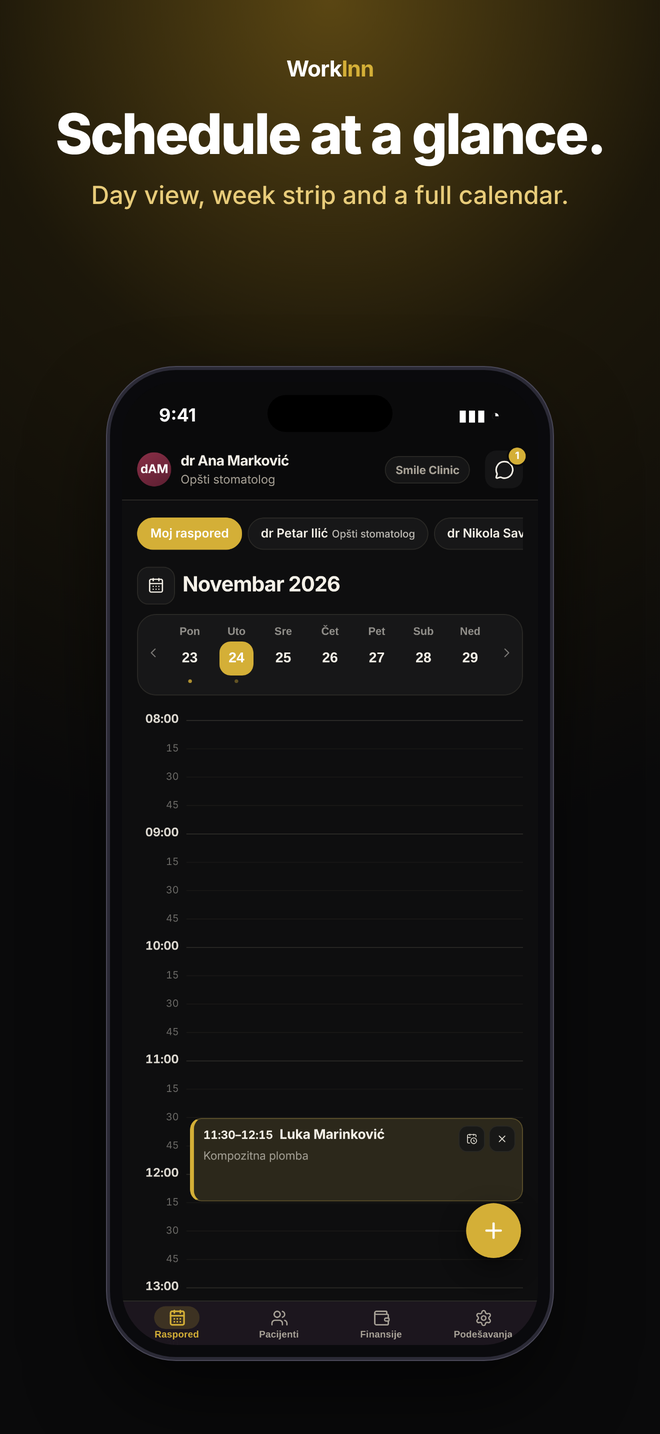 WorkInn
Schedule at a glance.
Day view, week strip and a full calendar.
9:41
dAM
dr Ana Marković
Opšti stomatolog
Smile Clinic
1
Moj raspored
dr Petar Ilić Opšti stomatolog
dr Nikola Sav
Novembar 2026
Pon Uto Sre Čet Pet Sub Ned
23 24 25 26 27 28 29
08:00
15
30
45
09:00
15
30
45
10:00
15
30
45
11:00
15
30
11:30–12:15 Luka Marinković
45
Kompozitna plomba
12:00
15
30
45
13:00
Raspored Pacijenti Finansije Podešavanja